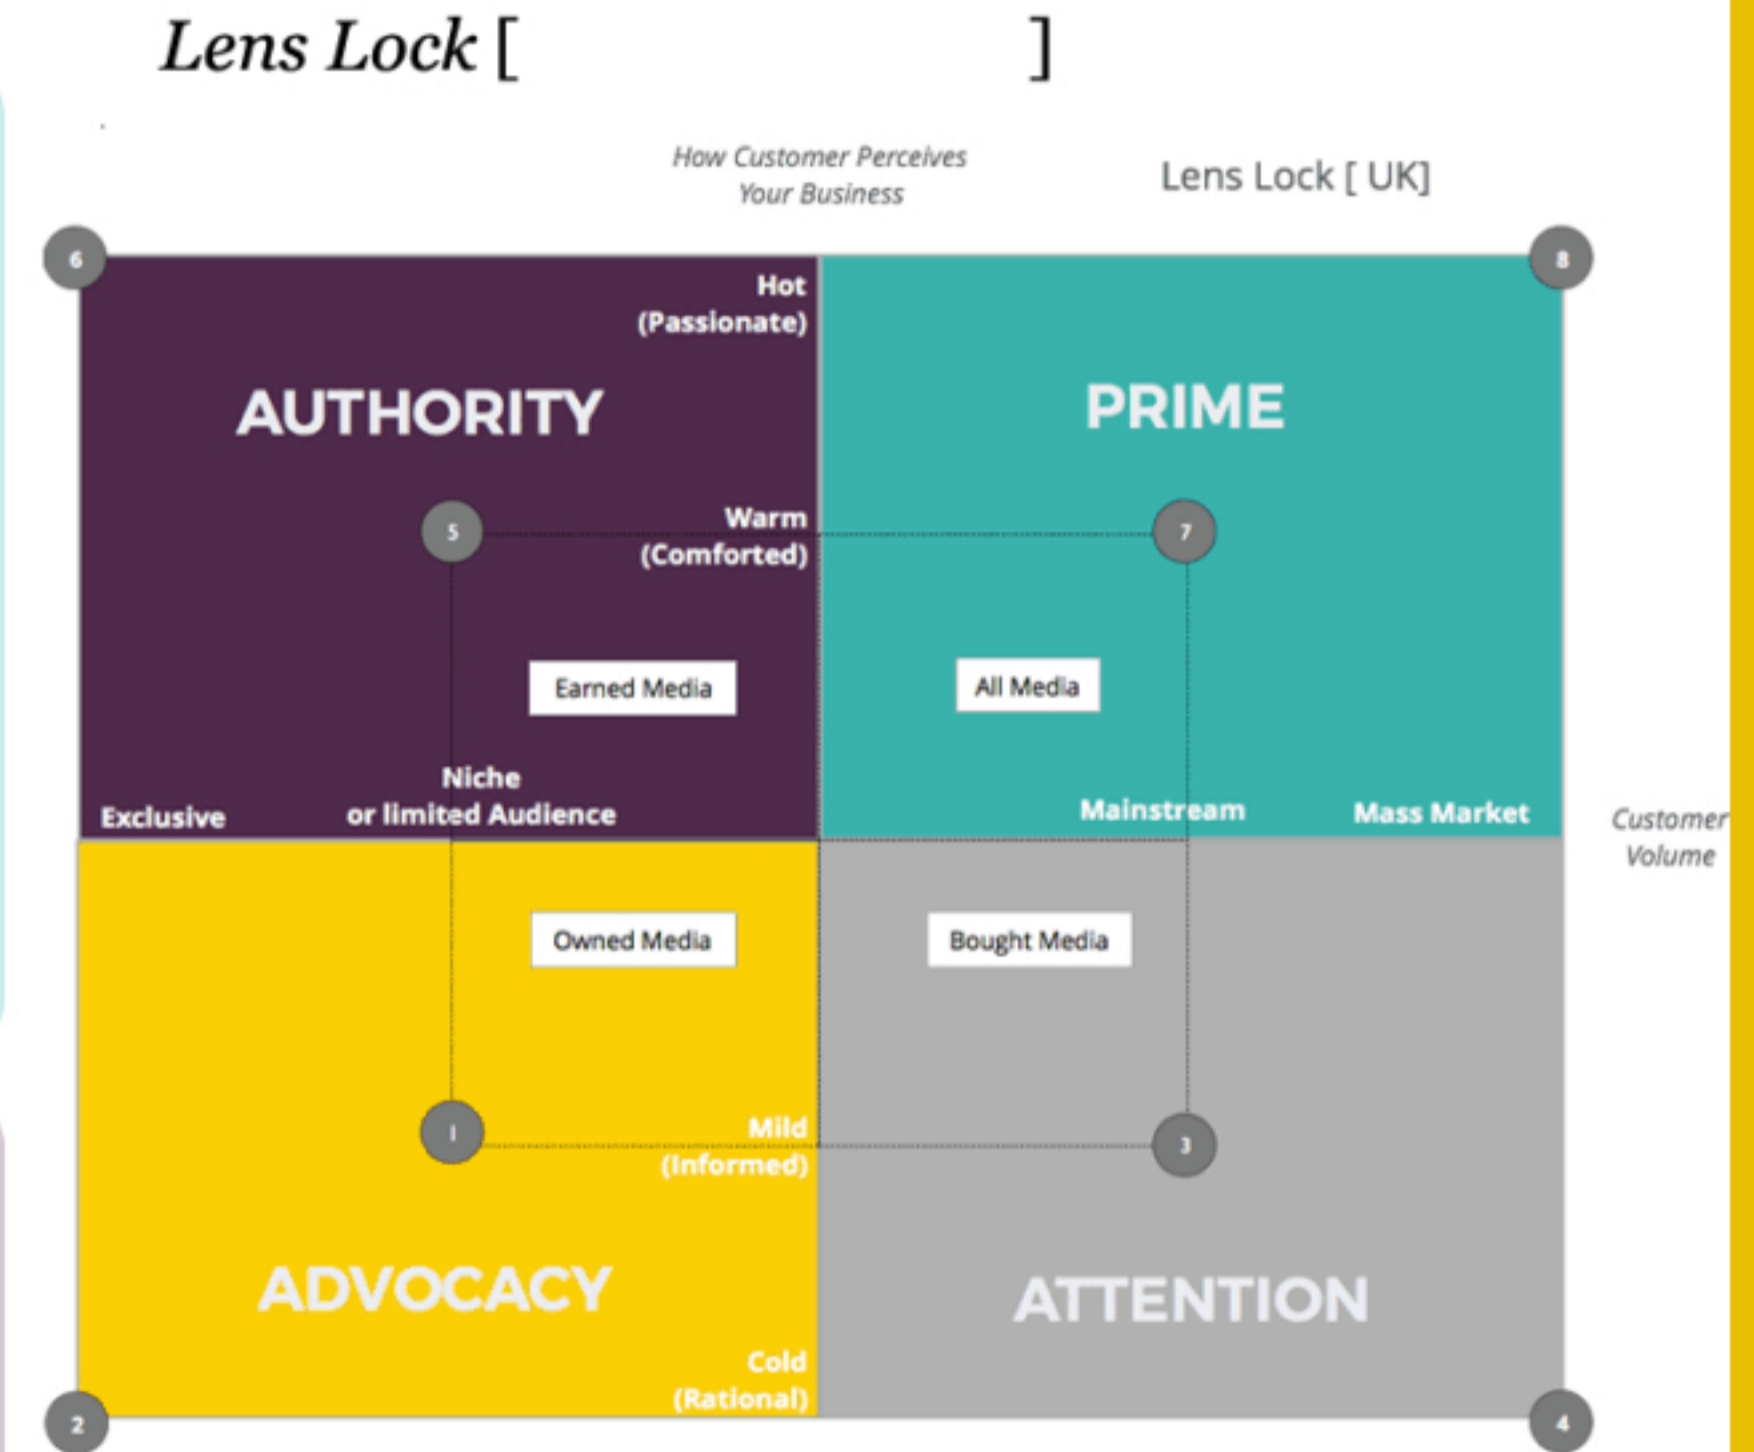 Lens Lock [ ]
How Customer Perceives
Your Business
Lens Lock [ UK]
6
8
Hot
(Passionate)
AUTHORITY
PRIME
5
Warm
(Comforted)
7
Earned Media
All Media
Niche
or limited Audience
Exclusive
Mainstream
Mass Market
Customer
Volume
Owned Media
Bought Media
1
Mild
(Informed)
3
ADVOCACY
ATTENTION
Cold
(Rational)
2
4